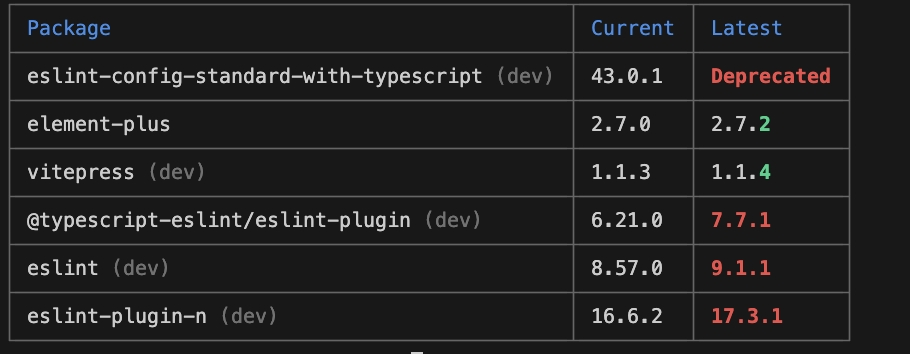 Package Current Latest
eslint-config-standard-with-typescript (dev) 43.0.1 Deprecated
element-plus 2.7.0 2.7.2
vitepress (dev) 1.1.3 1.1.4
@typescript-eslint/eslint-plugin (dev) 6.21.0 7.7.1
eslint (dev) 8.57.0 9.1.1
eslint-plugin-n (dev) 16.6.2 17.3.1